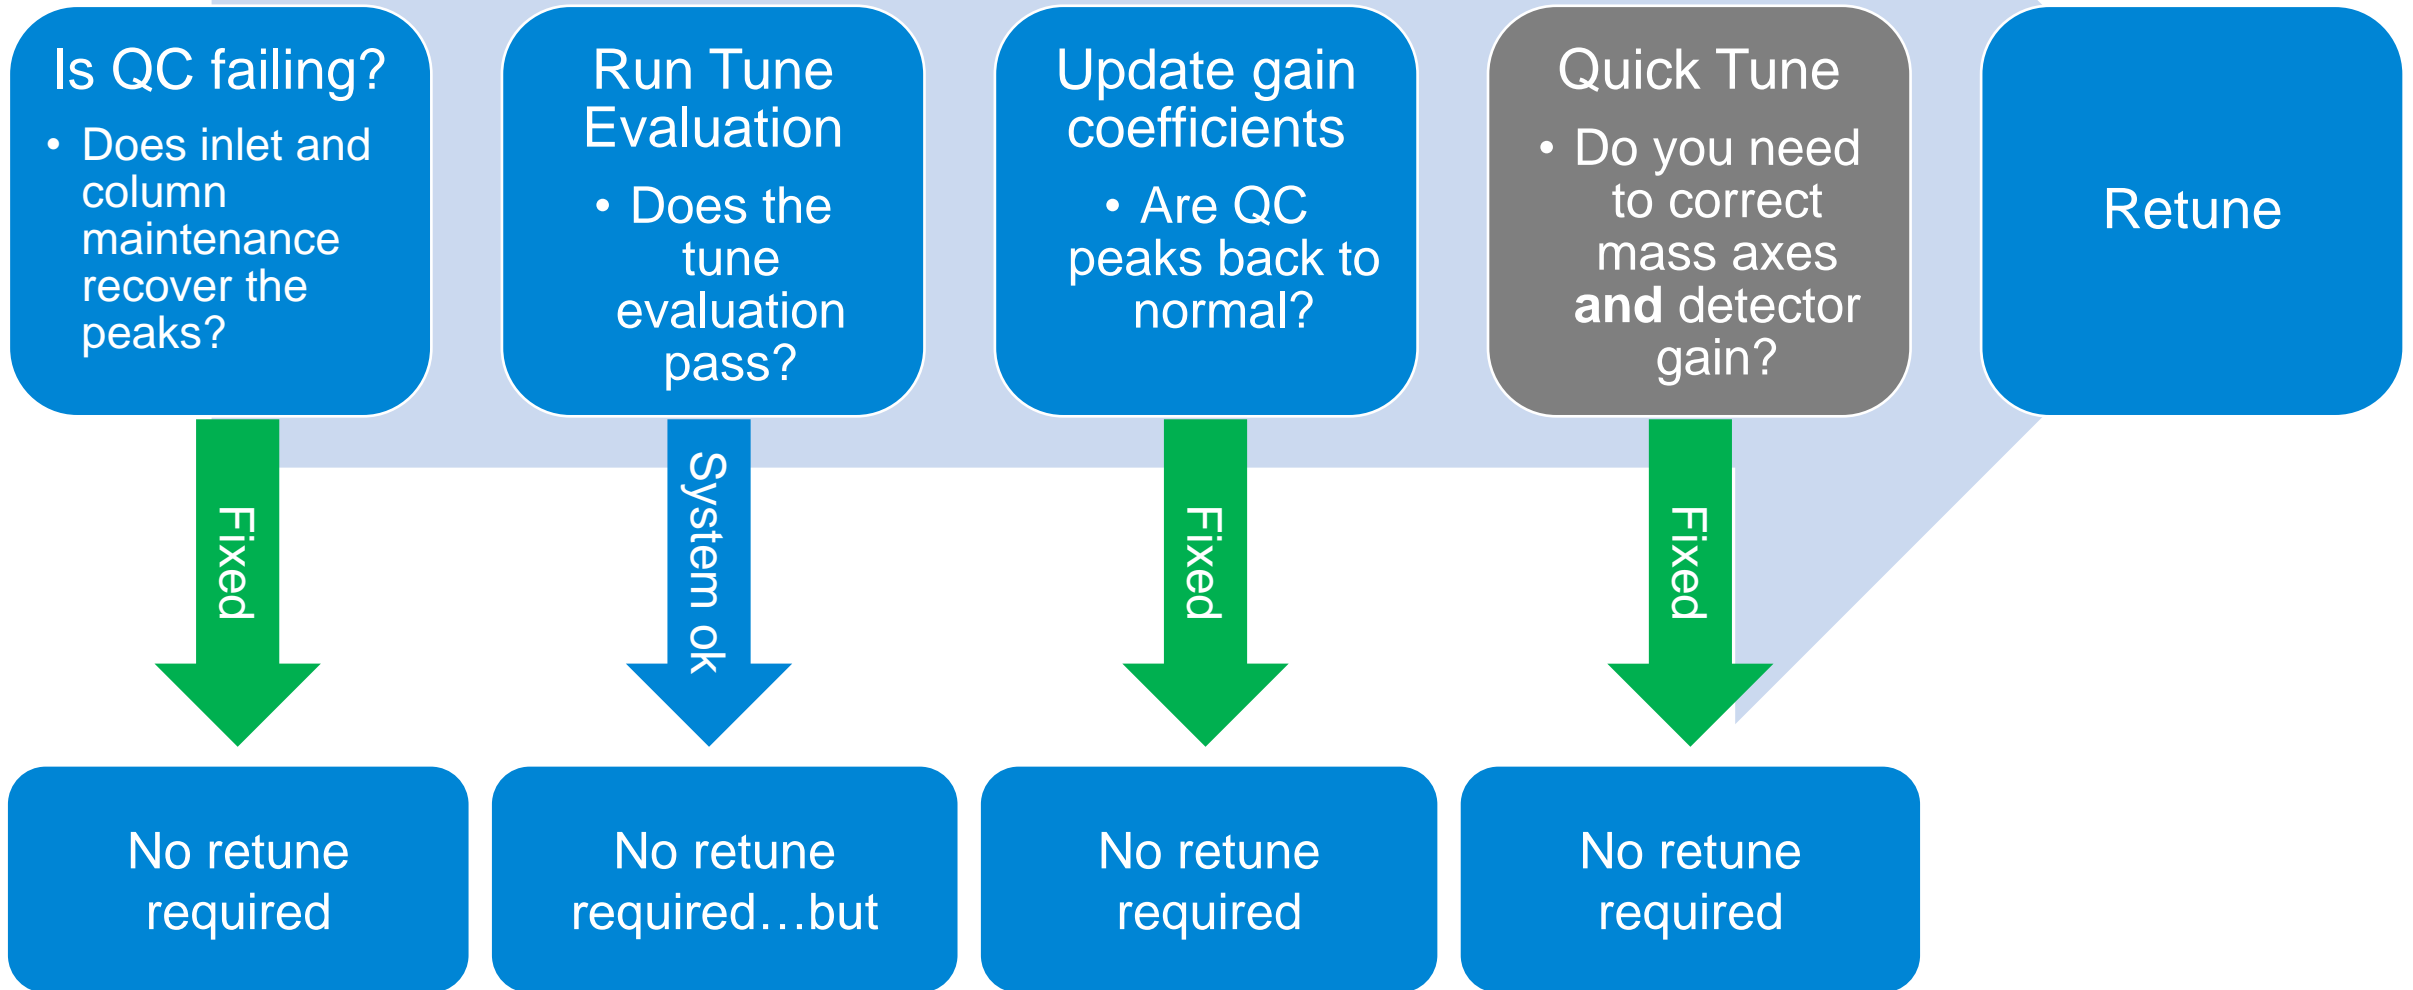 Is QC failing?
• Does inlet and
column
maintenance
recover the
peaks?
Run Tune
Evaluation
• Does the
tune
evaluation
pass?
Update gain
coefficients
• Are QC
peaks back to
normal?
Quick Tune
• Do you need
to correct
mass axes
and detector
gain?
Retune
Fixed
System ok
Fixed
Fixed
No retune
required
No retune
required…but
No retune
required
No retune
required